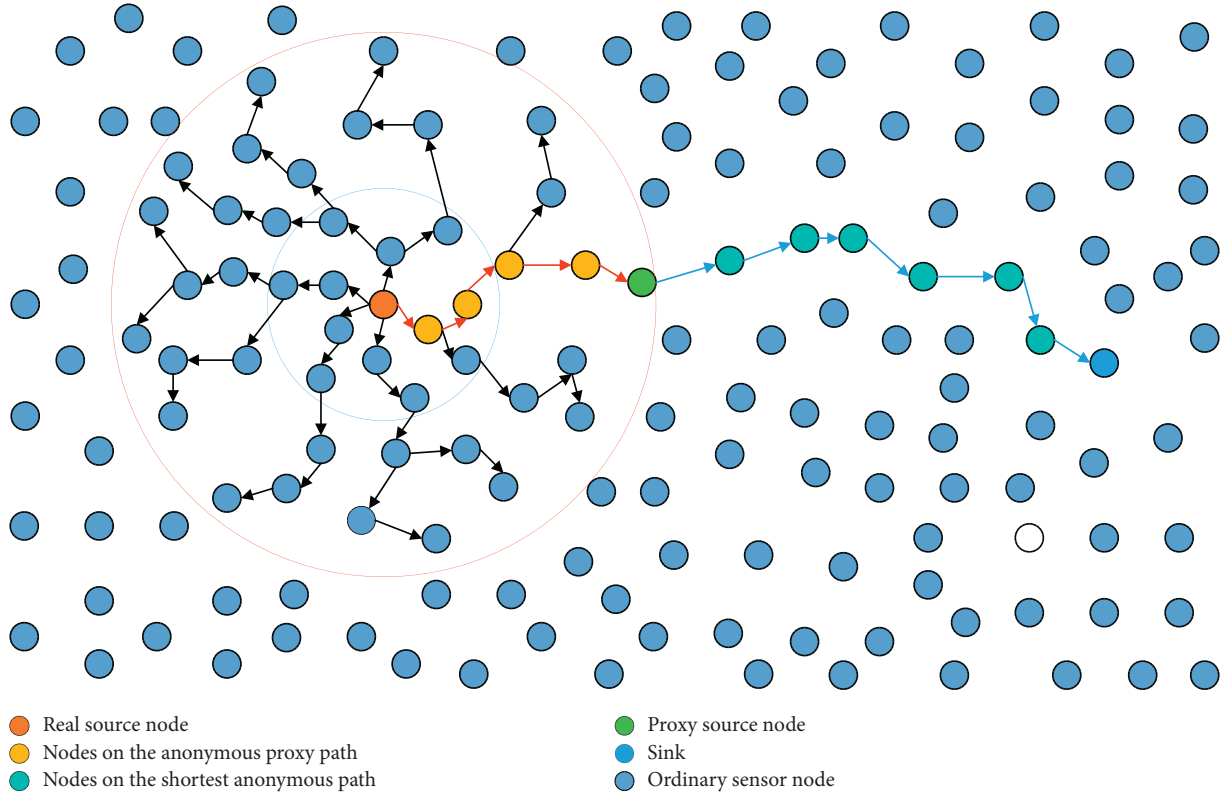 Real source node
Nodes on the anonymous proxy path
Nodes on the shortest anonymous path
Proxy source node
Sink
Ordinary sensor node